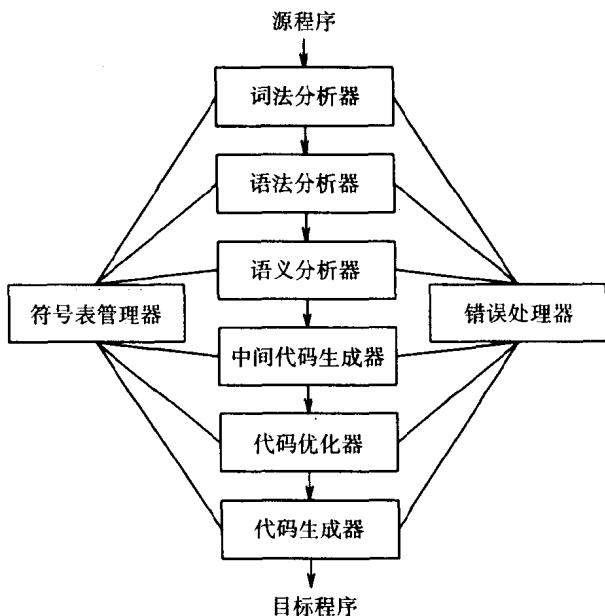 源程序
词法分析器
语法分析器
语义分析器
符号表管理器
错误处理器
中间代码生成器
代码优化器
代码生成器
目标程序